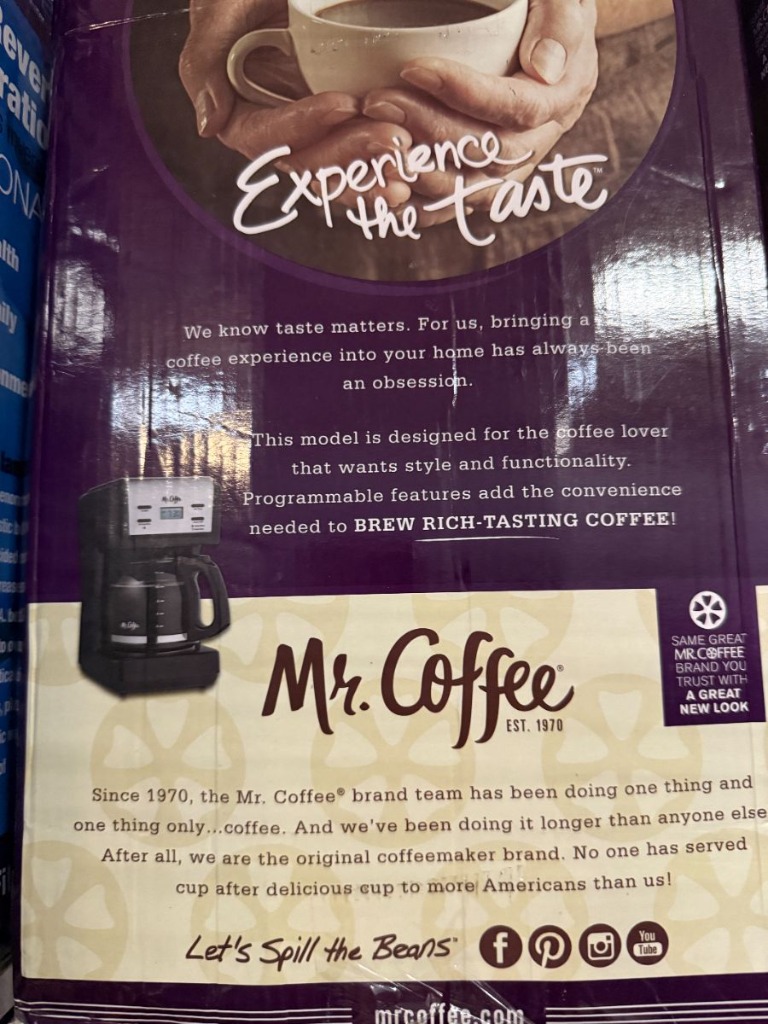 Experience
the taste™
We know taste matters. For us, bringing a
coffee experience into your home has always been
an obsession.
This model is designed for the coffee lover
that wants style and functionality.
Programmable features add the convenience
needed to BREW RICH-TASTING COFFEE!
Mr. Coffee
Mr. Coffee®
EST. 1970
SAME GREAT
MR.COFFEE
BRAND YOU
TRUST WITH
A GREAT
NEW LOOK
Since 1970, the Mr. Coffee® brand team has been doing one thing and
one thing only...coffee. And we've been doing it longer than anyone else
After all, we are the original coffeemaker brand. No one has served
cup after delicious cup to more Americans than us!
Let's Spill the Beans™
You
Tube
mrcoffee.com